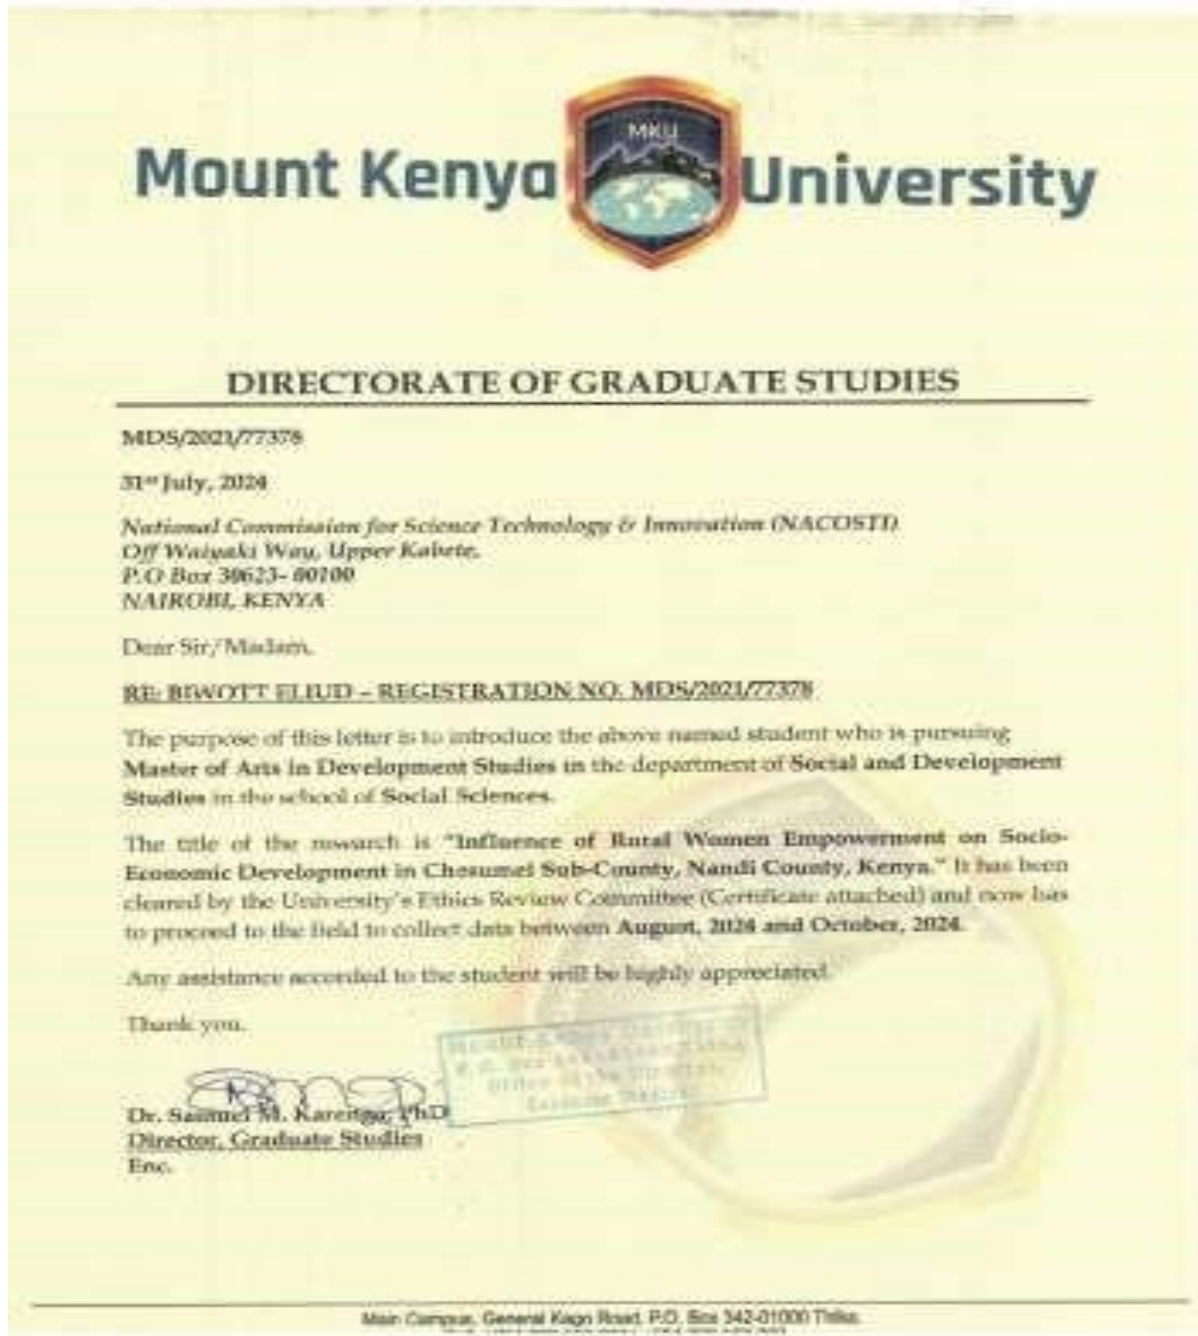 Mount Kenya University
MKU
DIRECTORATE OF GRADUATE STUDIES
MDS/2021/77378
31st July, 2024
National Commission for Science Technology & Innovation (NACOSTI)
Off Waiyaki Way, Upper Kabete,
P.O Box 30623- 00100
NAIROBI, KENYA
Dear Sir/Madam,
RE: BIWOTT ELIUD – REGISTRATION NO. MDS/2021/77378
The purpose of this letter is to introduce the above named student who is pursuing
Master of Arts in Development Studies in the department of Social and Development
Studies in the school of Social Sciences.
The title of the research is "Influence of Rural Women Empowerment on Socio-
Economic Development in Chesumei Sub-County, Nandi County, Kenya." It has been
cleared by the University's Ethics Review Committee (Certificate attached) and now has
to proceed to the field to collect data between August, 2024 and October, 2024.
Any assistance accorded to the student will be highly appreciated.
Thank you.
Dr. Samuel M. Karenga, PhD
Director, Graduate Studies
Enc.
Main Campus, General Kago Road, P.O. Box 342-01000 Thika.